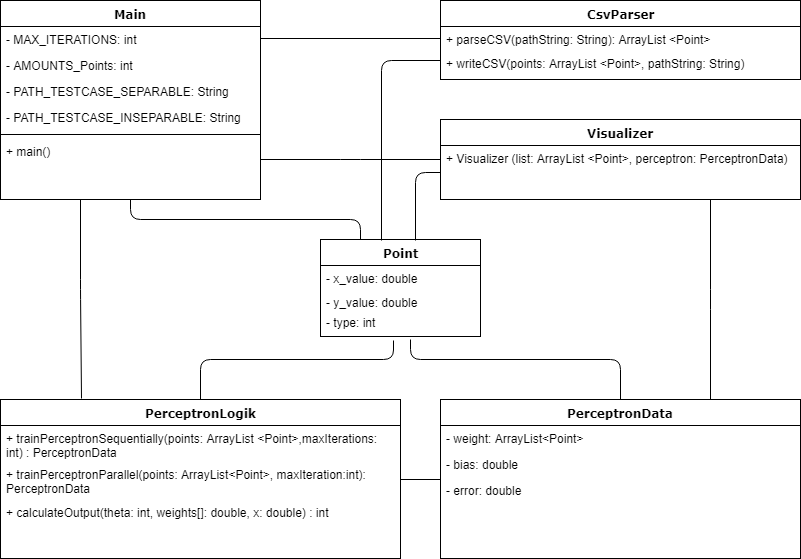 Main
- MAX_ITERATIONS: int
- AMOUNTS_Points: int
- PATH_TESTCASE_SEPARABLE: String
- PATH_TESTCASE_INSEPARABLE: String
+ main()
CsvParser
+ parseCSV(pathString: String): ArrayList <Point>
+ writeCSV(points: ArrayList <Point>, pathString: String)
Visualizer
+ Visualizer (list: ArrayList <Point>, perceptron: PerceptronData)
Point
- x_value: double
- y_value: double
- type: int
PerceptronLogik
+ trainPerceptronSequentially(points: ArrayList <Point>,maxIterations:
int) : PerceptronData
+ trainPerceptronParallel(points: ArrayList<Point>, maxIteration:int):
PerceptronData
+ calculateOutput(theta: int, weights[]: double, x: double) : int
PerceptronData
- weight: ArrayList<Point>
- bias: double
- error: double